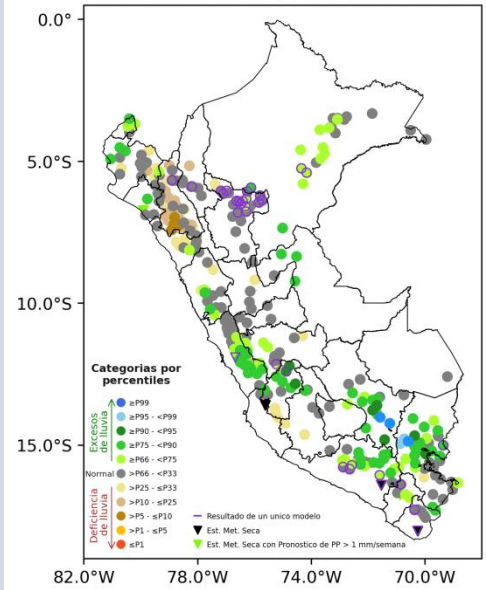 0.0°
5.0°S
10.0°S
15.0°S
82.0°W
78.0°W
74.0°W
70.0°W
Categorias por
percentiles
Excesos
de lluvia
Normal
Deficiencia
de lluvia
≥P99
≥P95 - <P99
≥P90 - <P95
≥P75 - <P90
≥P66 - <P75
>P66 - <P33
>P25 - ≤P33
>P10 - ≤P25
>P5 - ≤P10
>P1 - ≤P5
≤P1
Resultado de un unico modelo
Est. Met. Seca
Est. Met. Seca con Pronostico de PP > 1 mm/semana